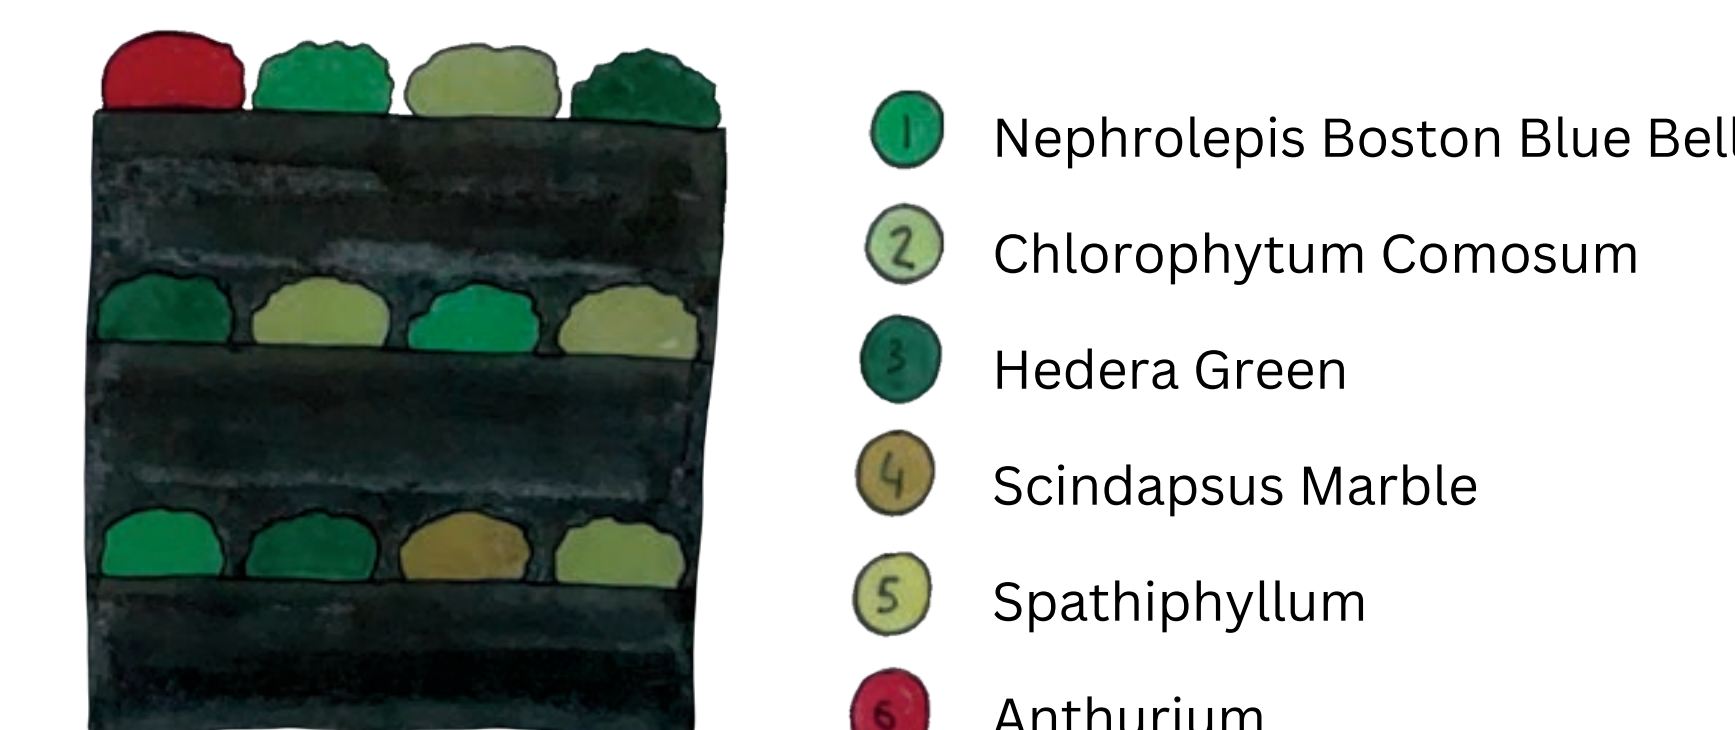 1 Nephrolepis Boston Blue Bell
2 Chlorophytum Comosum
3 Hedera Green
4 Scindapsus Marble
5 Spathiphyllum
6 Anthurium